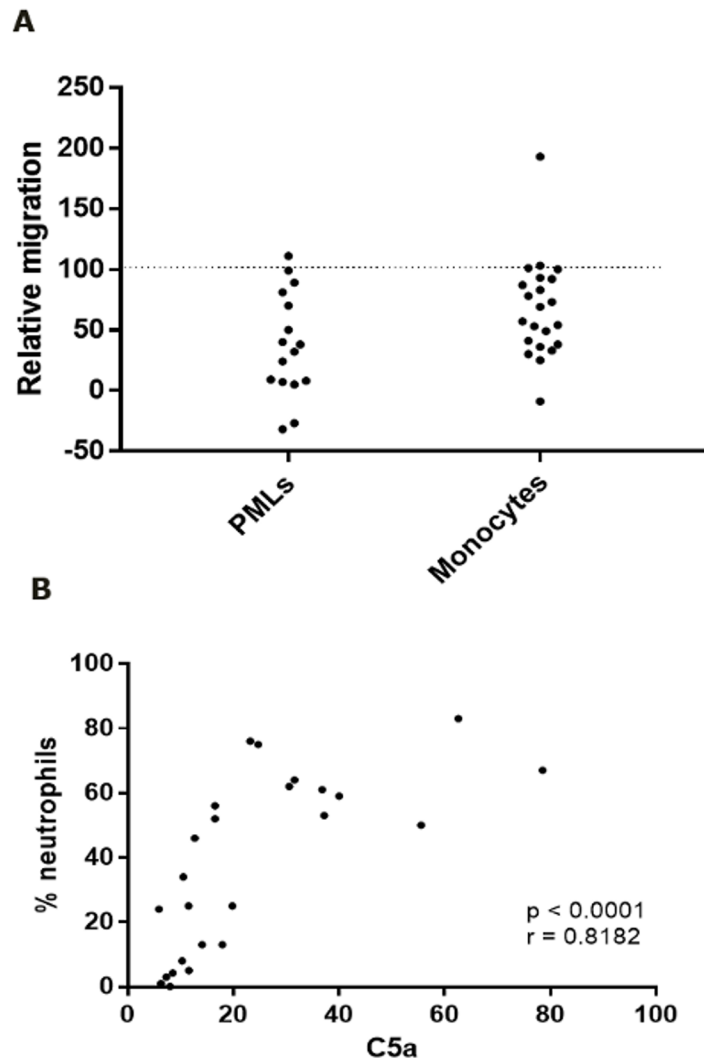 A
Relative migration
250
200
150
100
50
0
-50
PMLs
Monocytes
B
% neutrophils
100
80
60
40
20
0
p < 0.0001
r = 0.8182
0 20 40 60 80 100
C5a